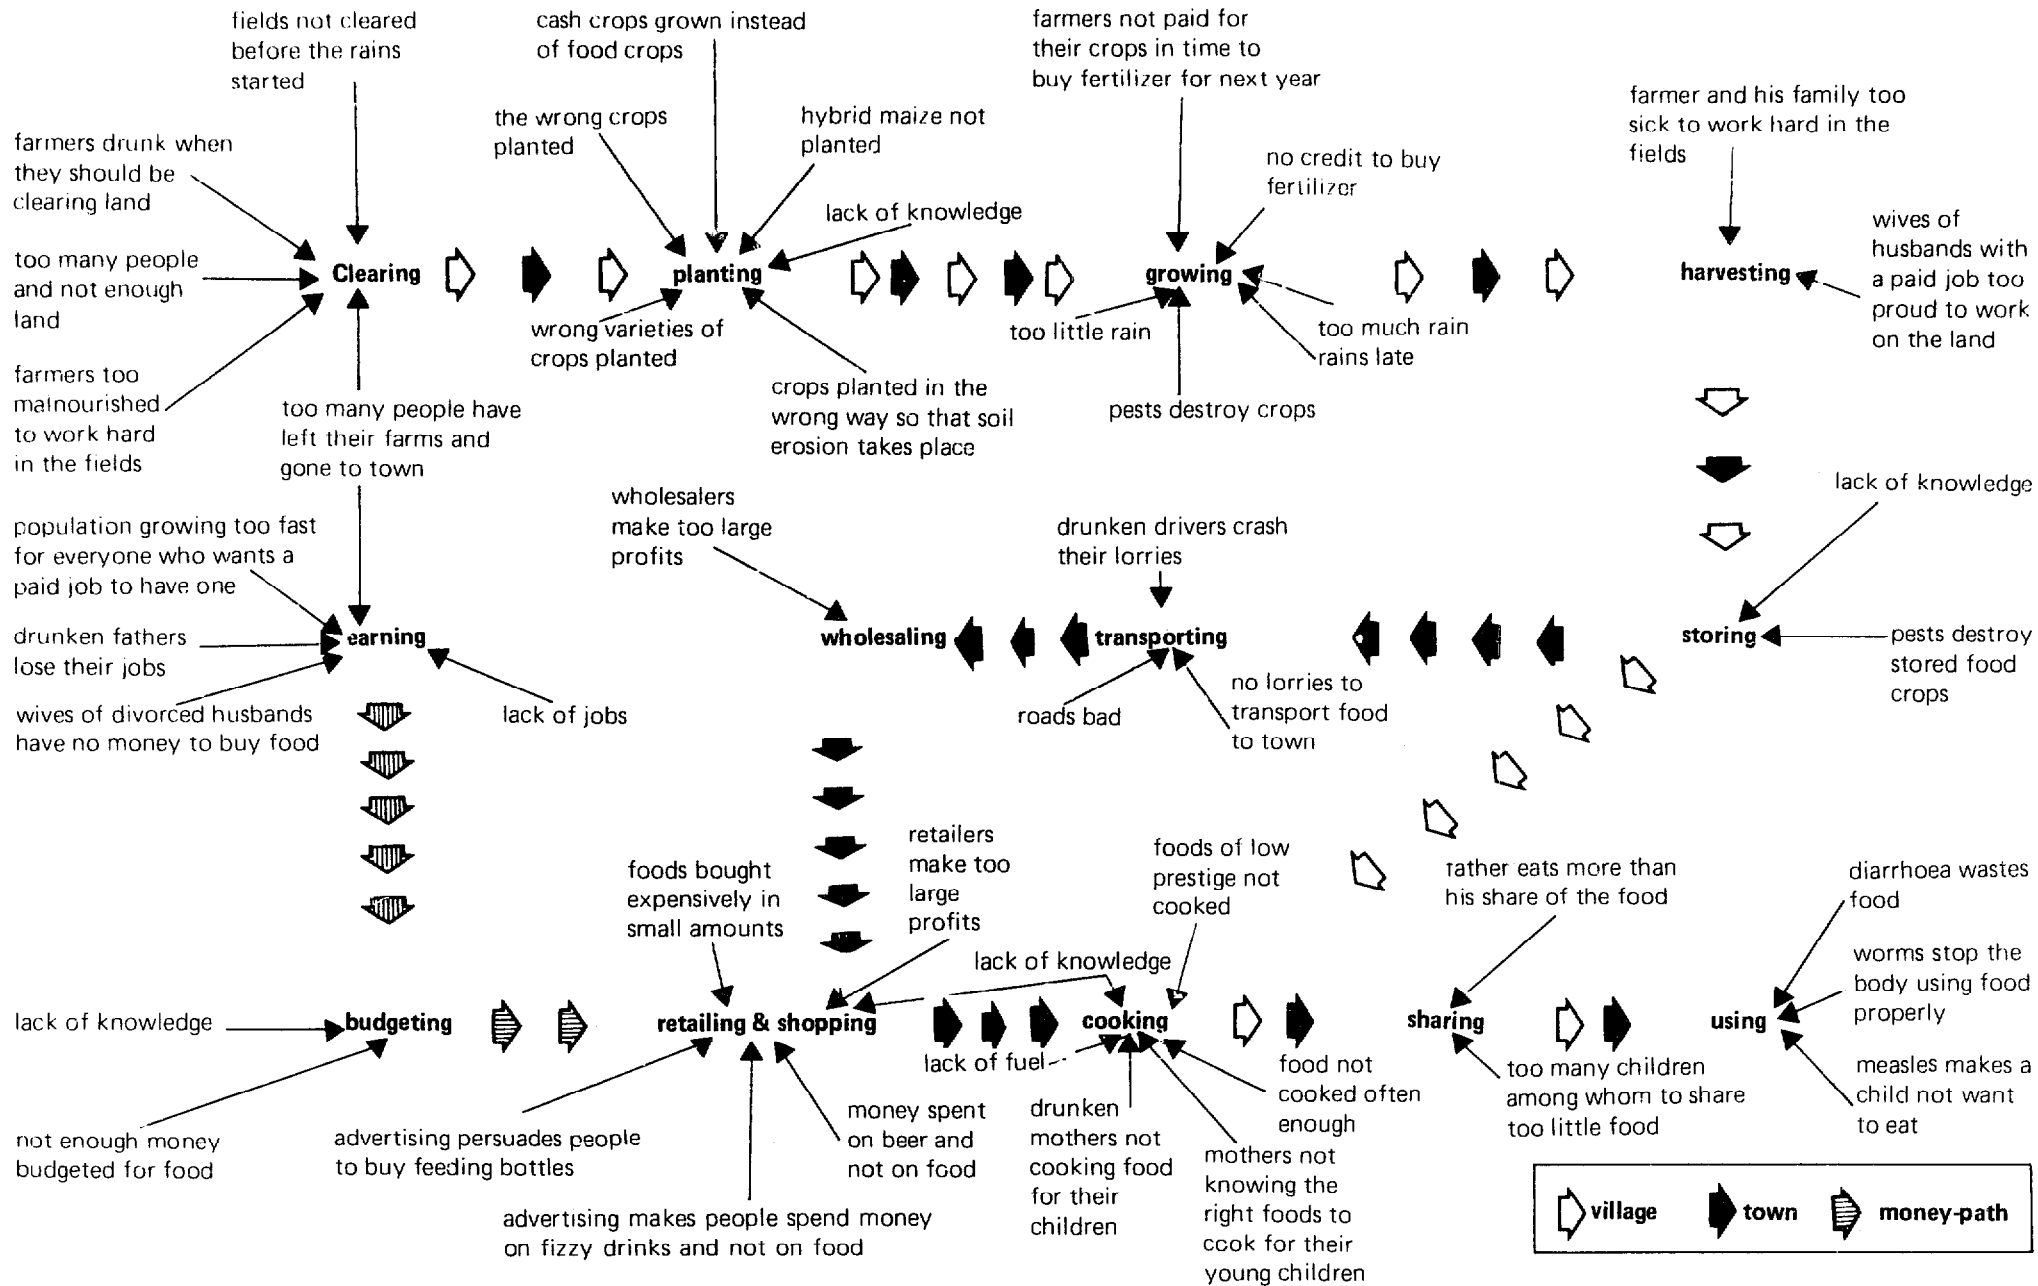 fields not cleared
before the rains
started
cash crops grown instead
of food crops
farmers not paid for
their crops in time to
buy fertilizer for next year
farmer and his family too
sick to work hard in the
fields
the wrong crops
planted
hybrid maize not
planted
farmers drunk when
they should be
clearing land
no credit to buy
fertilizer
lack of knowledge
wives of
husbands with
a paid job too
proud to work
on the land
too many people
and not enough
land
Clearing
planting
growing
harvesting
wrong varieties of
crops planted
too little rain
too much rain
rains late
farmers too
malnourished
to work hard
in the fields
too many people have
left their farms and
gone to town
crops planted in the
wrong way so that soil
erosion takes place
pests destroy crops
wholesalers
make too large
profits
drunken drivers crash
their lorries
lack of knowledge
population growing too fast
for everyone who wants a
paid job to have one
drunken fathers
lose their jobs
earning
wholesaling
transporting
storing
pests destroy
stored food
crops
wives of divorced husbands
have no money to buy food
lack of jobs
roads bad
no lorries to
transport food
to town
foods bought
expensively in
small amounts
retailers
make too
large
profits
foods of low
prestige not
cooked
rather eats more than
his share of the food
diarrhoea wastes
food
lack of knowledge
worms stop the
body using food
properly
lack of knowledge
budgeting
retailing & shopping
cooking
sharing
using
lack of fuel
food not
cooked often
enough
too many children
among whom to share
too little food
measles makes a
child not want
to eat
not enough money
budgeted for food
advertising persuades people
to buy feeding bottles
money spent
on beer and
not on food
drunken
mothers not
cooking food
for their
children
mothers not
knowing the
right foods to
cook for their
young children
advertising makes people spend money
on fizzy drinks and not on food
village
town
money-path